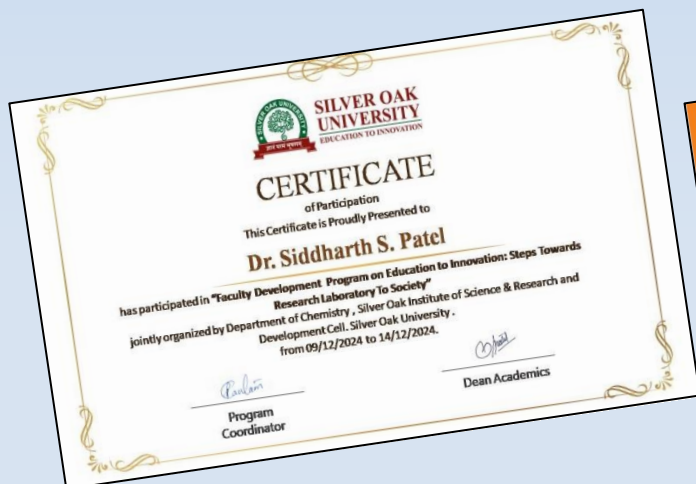 SILVER OAK UNIVERSITY
SILVER OAK
UNIVERSITY
EDUCATION TO INNOVATION
CERTIFICATE
of Participation
This Certificate is Proudly Presented to
Dr. Siddharth S. Patel
has participated in "Faculty Development Program on Education to Innovation: Steps Towards
Research Laboratory To Society"
jointly organized by Department of Chemistry , Silver Oak Institute of Science & Research and
Development Cell. Silver Oak University .
from 09/12/2024 to 14/12/2024.
Program
Coordinator
Dean Academics